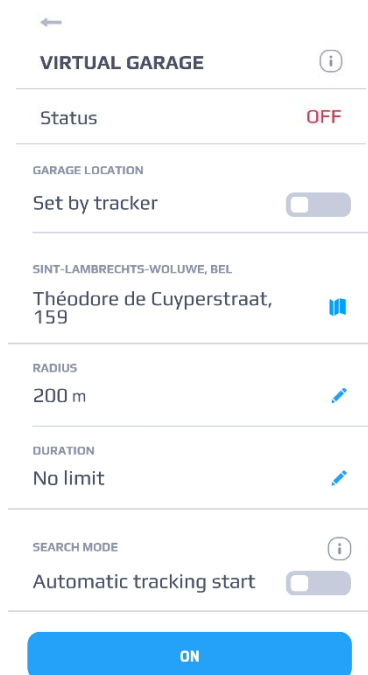 VIRTUAL GARAGE
Status
OFF
GARAGE LOCATION
Set by tracker
SINT-LAMBRECHTS-WOLUWE, BEL
Théodore de Cuyperstraat,
159
RADIUS
200 m
DURATION
No limit
SEARCH MODE
Automatic tracking start
ON